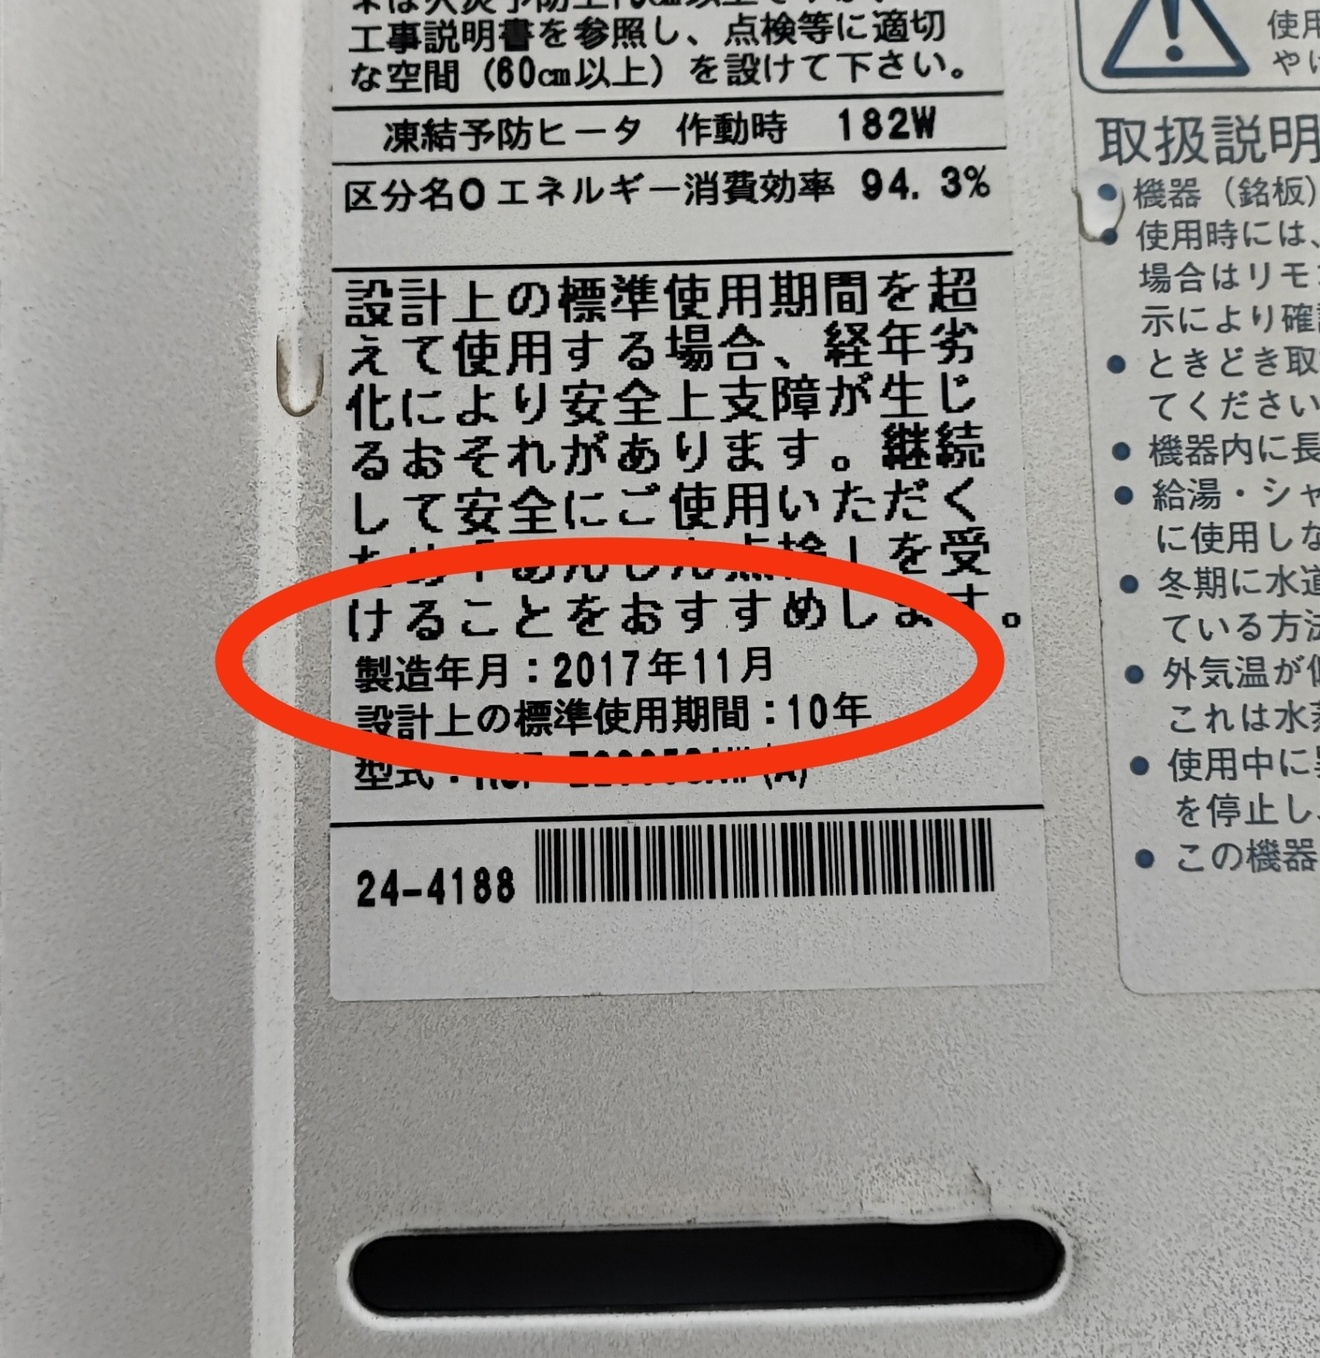 工事説明書を参照し、点検等に適切
な空間（60cm以上）を設けて下さい。
凍結予防ヒータ 作動時 182W
区分名O エネルギー消費効率 94.3%
設計上の標準使用期間を超
えて使用する場合、経年劣
化により安全上支障が生じ
るおそれがあります。継続
して安全にご使用いただく
を受
けることをおすすめします。
製造年月：2017年11月
設計上の標準使用期間：10年
型式：
(A)
24-4188
使用
やけ
取扱説明
●機器（銘板）
●使用時には、
場合はリモ
示により確認
●ときどき取
てください
●機器内に長
●給湯・シャ
に使用しな
●冬期に水道
ている方法
●外気温が低
これは水蒸
●使用中に異
を停止し、
●この機器